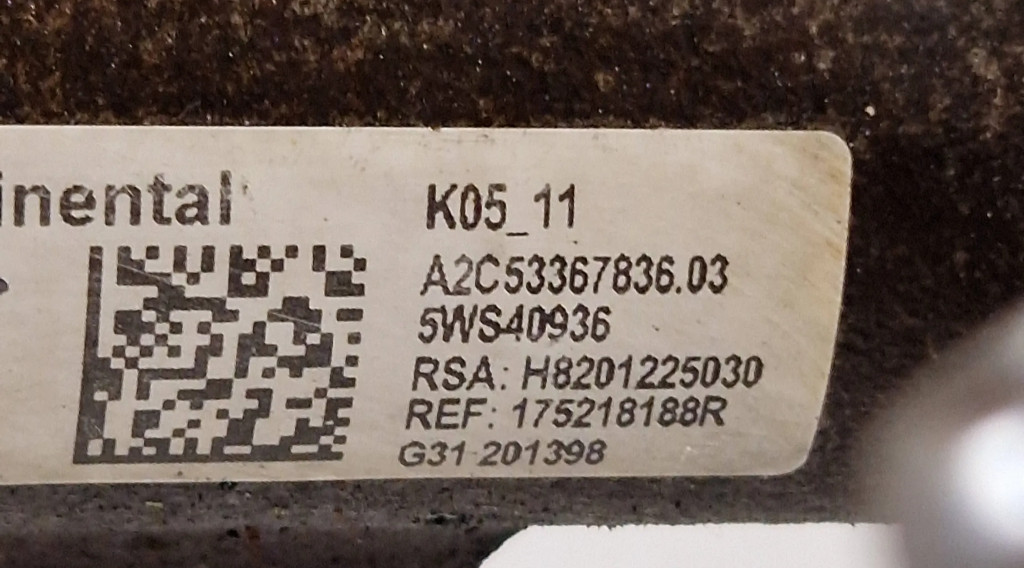 inental
K05_11
A2C53367836.03
5WS40936
RSA: H8201225030
REF: 175218188R
G31 201398